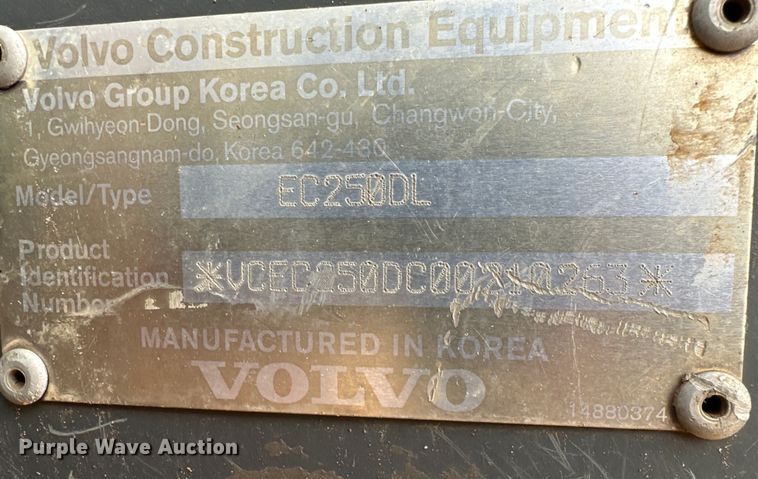 Volvo Construction Equipment
Volvo Group Korea Co, Ltd.
1, Gwihyeon-Dong, Seongsan-gu, Changwon-City,
Gyeongsangnam-do, Korea 642-430
Model/Type EC250DL
Product
Identification
Number
MANUFACTURED IN KOREA
VOLVO
14880374
Purple Wave Auction